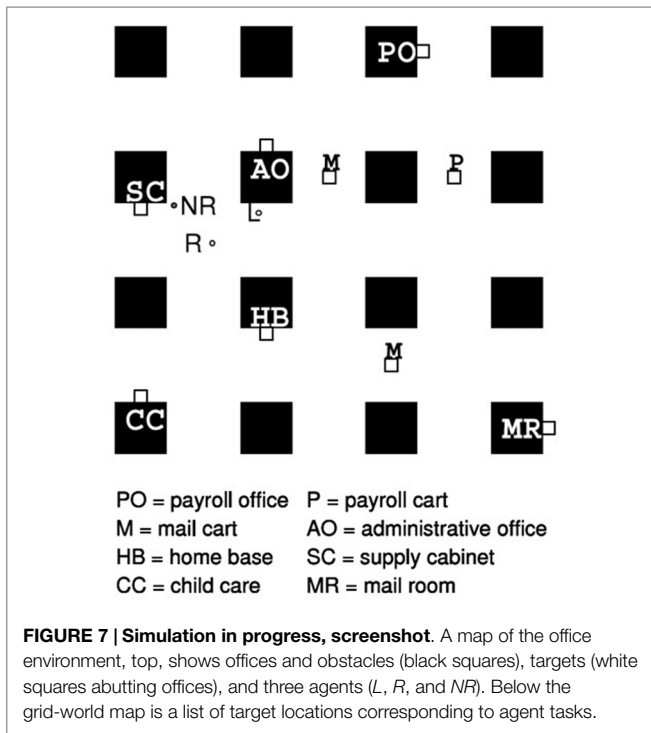 PO
M
P
AO
SC
NR
L
R
HB
M
CC
MR
PO = payroll office P = payroll cart
M = mail cart AO = administrative office
HB = home base SC = supply cabinet
CC = child care MR = mail room
FIGURE 7 | Simulation in progress, screenshot. A map of the office
environment, top, shows offices and obstacles (black squares), targets (white
squares abutting offices), and three agents (L, R, and NR). Below the
grid-world map is a list of target locations corresponding to agent tasks.